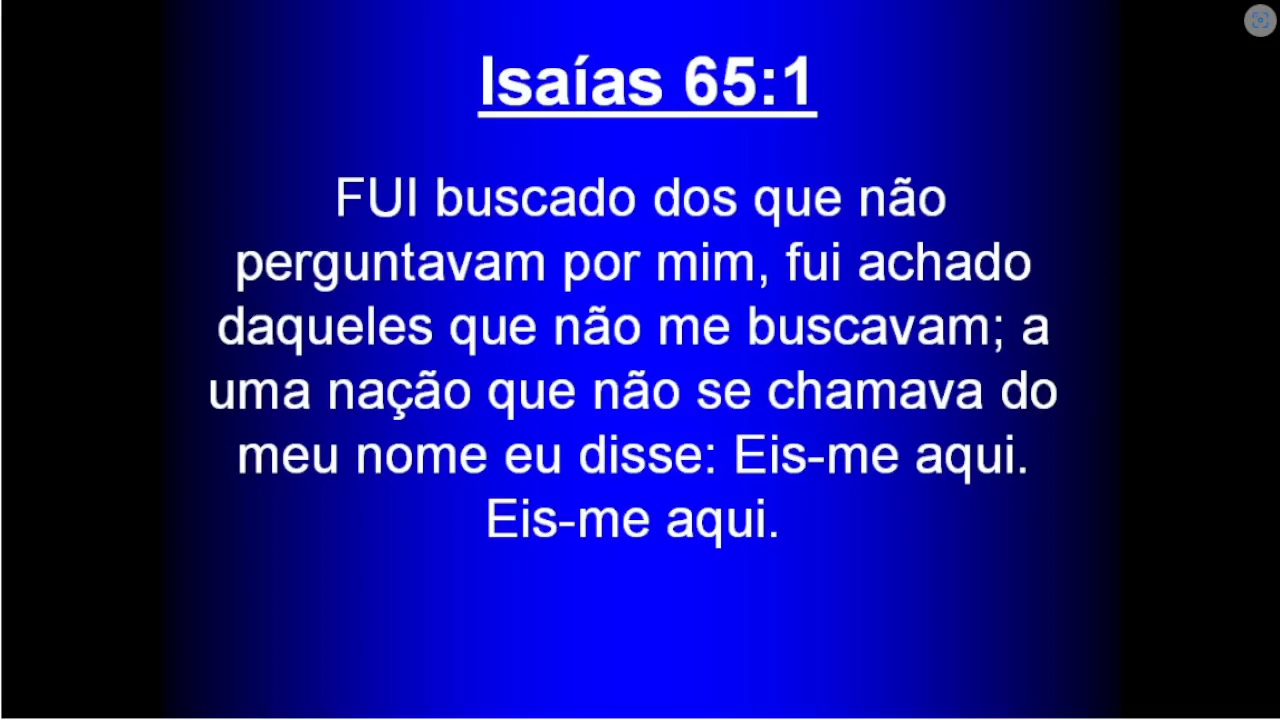 Isaías 65:1
FUI buscado dos que não
perguntavam por mim, fui achado
daqueles que não me buscavam; a
uma nação que não se chamava do
meu nome eu disse: Eis-me aqui.
Eis-me aqui.